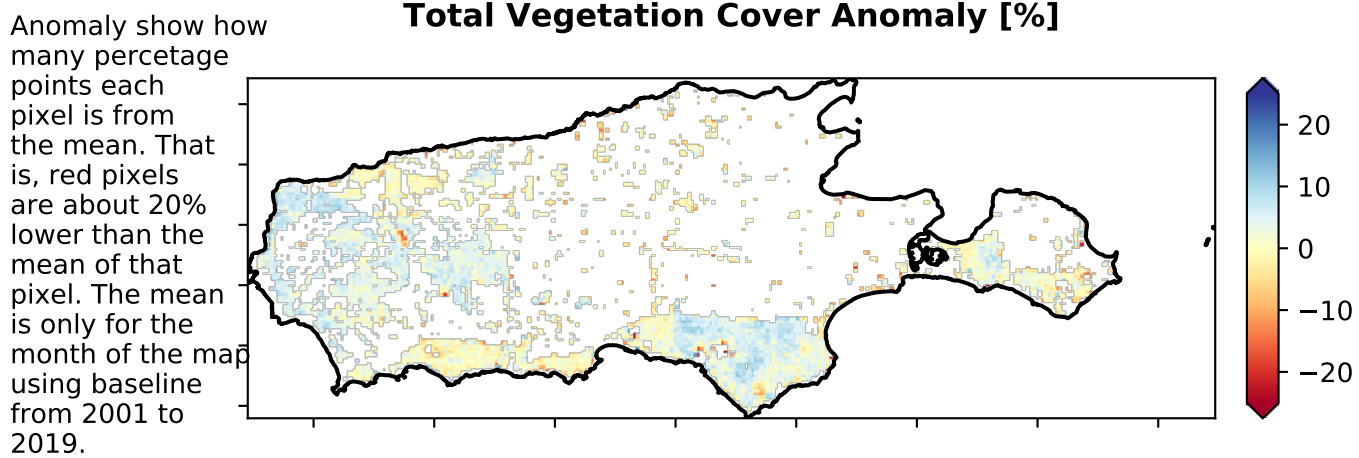 Total Vegetation Cover Anomaly [%]
Anomaly show how
many percetage
points each
pixel is from
the mean. That
is, red pixels
are about 20%
lower than the
mean of that
pixel. The mean
is only for the
month of the map
using baseline
from 2001 to
2019.
20
10
0
−10
−20